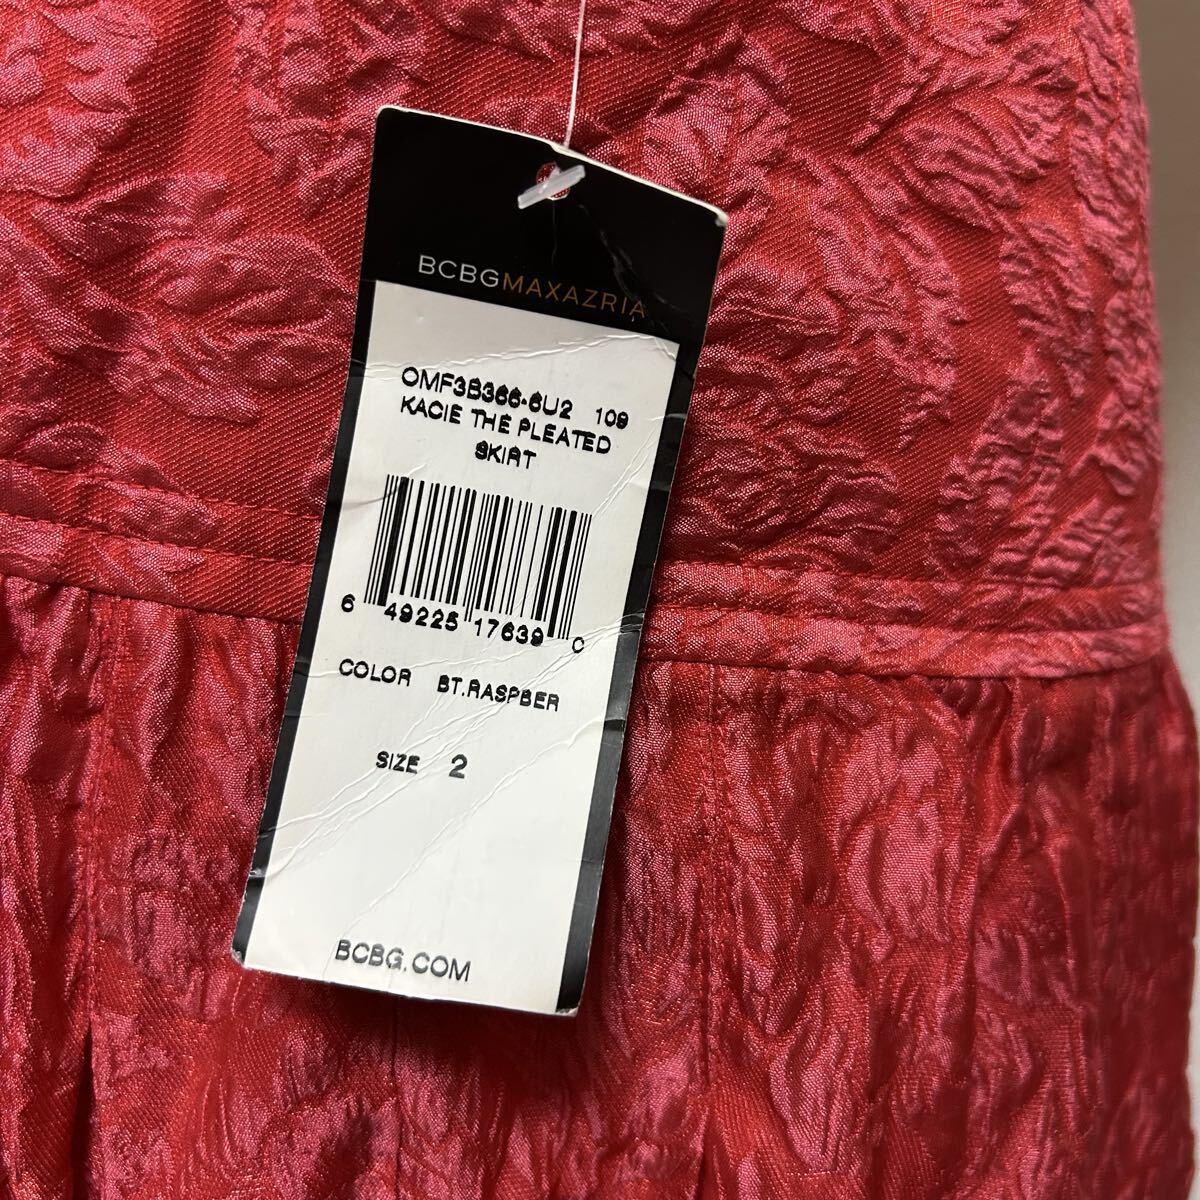 BCBGMAXAZRIA
OMF3B366-6U2 109
KACIE THE PLEATED
SKIRT
6 49225 17639 0
COLOR BT.RASPBER
SIZE 2
BCBG.COM